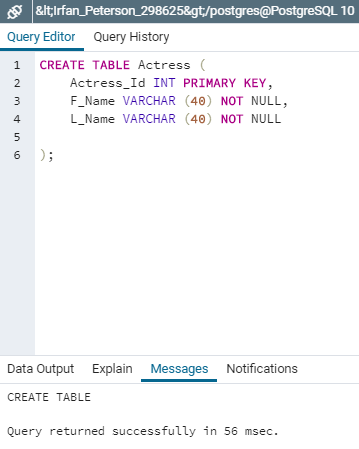 &lt;Irfan_Peterson_298625&gt;/postgres@PostgreSQL 10
Query Editor Query History
1 CREATE TABLE Actress (
2 Actress_Id INT PRIMARY KEY,
3 F_Name VARCHAR (40) NOT NULL,
4 L_Name VARCHAR (40) NOT NULL
5
6 );
Data Output Explain Messages Notifications
CREATE TABLE
Query returned successfully in 56 msec.